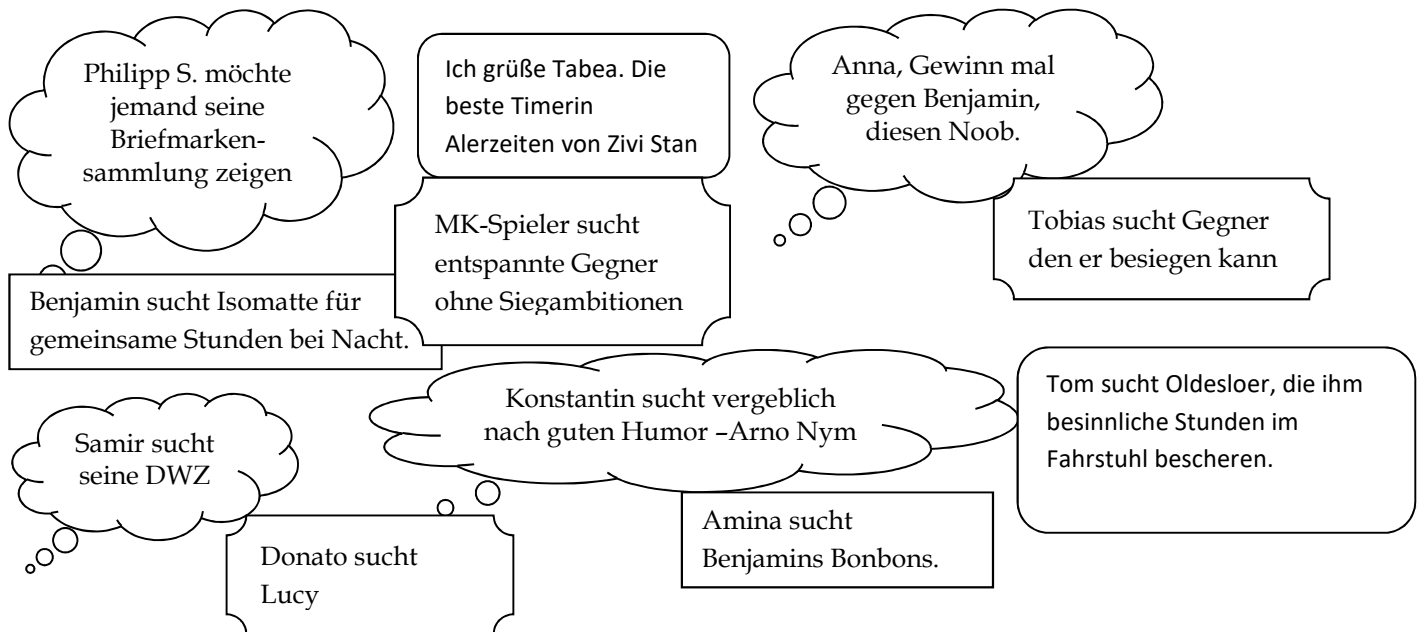 Philipp S. möchte
jemand seine
Briefmarken-
sammlung zeigen
Ich grüße Tabea. Die
beste Timerin
Alerzeiten von Zivi Stan
Anna, Gewinn mal
gegen Benjamin,
diesen Noob.
MK-Spieler sucht
entspannte Gegner
ohne Siegambitionen
Tobias sucht Gegner
den er besiegen kann
Benjamin sucht Isomatte für
gemeinsame Stunden bei Nacht.
Konstantin sucht vergeblich
nach guten Humor –Arno Nym
Tom sucht Oldesloer, die ihm
besinnliche Stunden im
Fahrstuhl bescheren.
Samir sucht
seine DWZ
Amina sucht
Benjamins Bonbons.
Donato sucht
Lucy